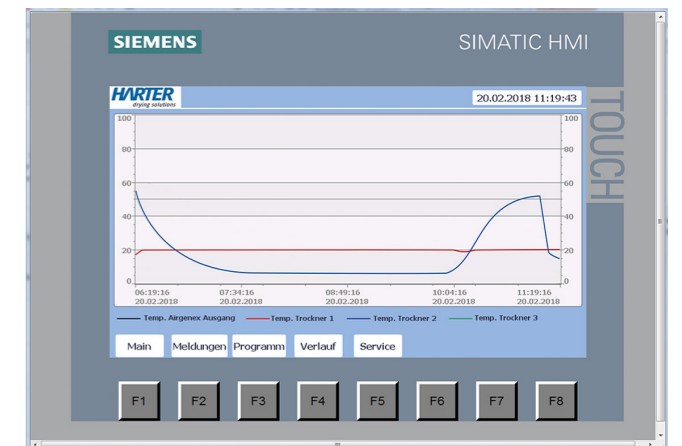 SIEMENS
SIMATIC HMI
TOUCH
HARTER
drying solutions
20.02.2018 11:19:43
100
100
80
80
60
60
40
40
20
20
0
0
06:19:16
20.02.2018
07:34:16
20.02.2018
08:49:16
20.02.2018
10:04:16
20.02.2018
11:19:16
20.02.2018
Temp. Airgenex Ausgang
Temp. Trockner 1
Temp. Trockner 2
Temp. Trockner 3
Main
Meldungen
Programm
Verlauf
Service
F1
F2
F3
F4
F5
F6
F7
F8